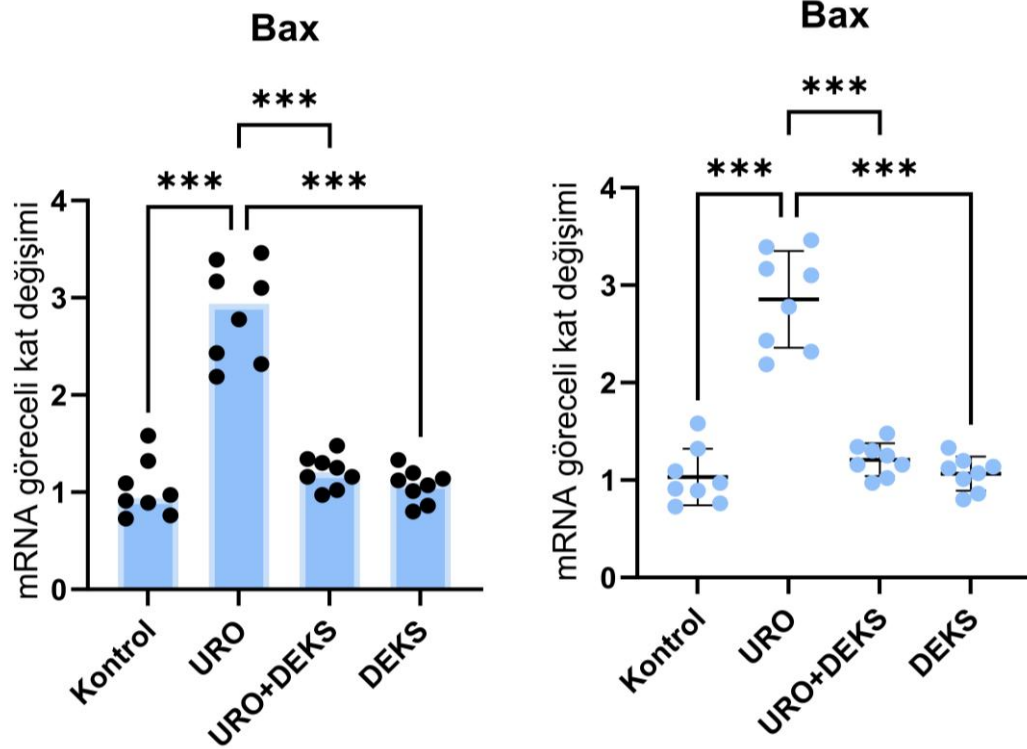 Bax
***
***
***
mRNA göreceli kat değişimi
4
3
2
1
0
Kontrol
URO
URO+DEKS
DEKS
Bax
***
***
***
mRNA göreceli kat değişimi
4
3
2
1
0
Kontrol
URO
URO+DEKS
DEKS